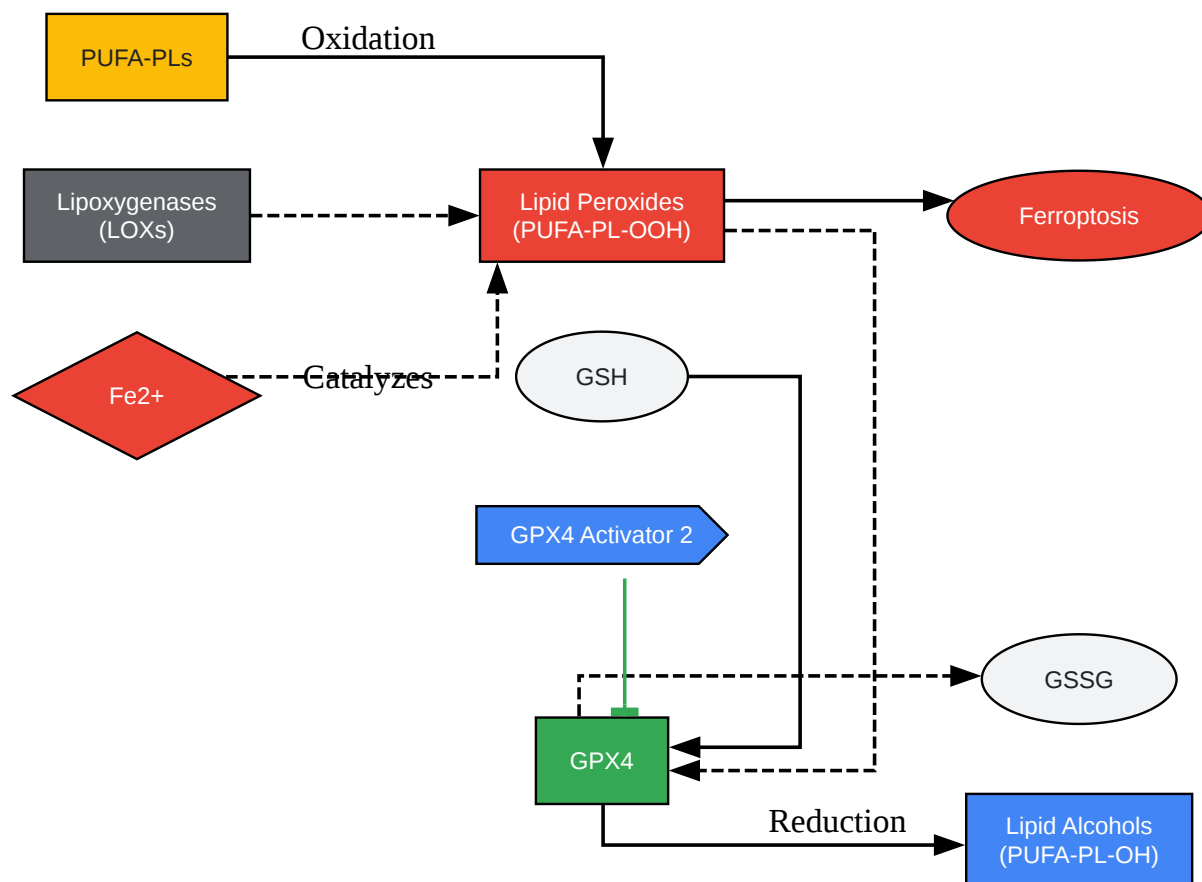 Oxidation
PUFA-PLs
Lipoxygenases
(LOXs)
Lipid Peroxides
(PUFA-PL-OOH)
Ferroptosis
Fe2+
Catalyzes
GSH
GPX4 Activator 2
GSSG
GPX4
Reduction
Lipid Alcohols
(PUFA-PL-OH)